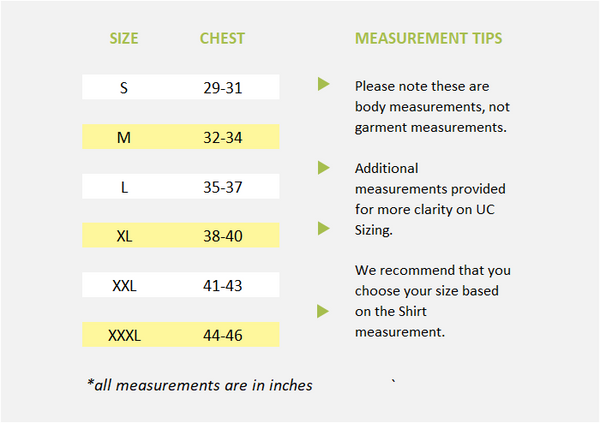 SIZE CHEST MEASUREMENT TIPS
S 29-31
M 32-34
L 35-37
XL 38-40
XXL 41-43
XXXL 44-46
Please note these are
body measurements, not
garment measurements.
Additional
measurements provided
for more clarity on UC
Sizing.
We recommend that you
choose your size based
on the Shirt
measurement.
*all measurements are in inches `